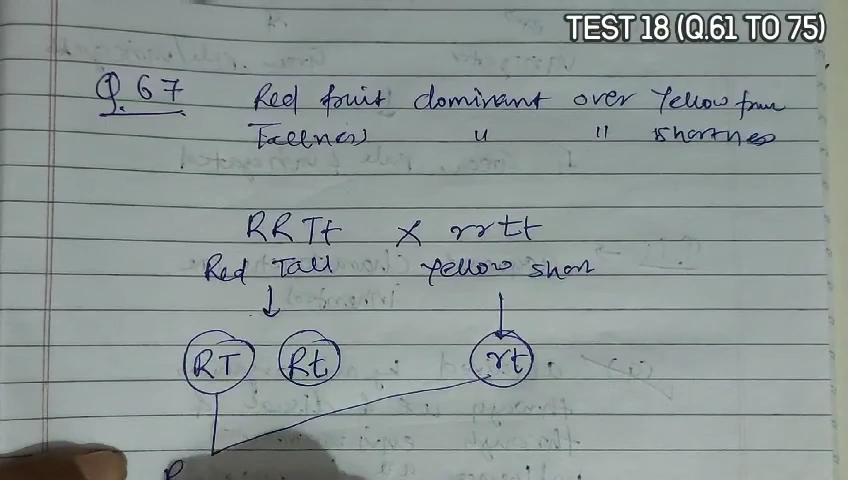 TEST 18 (Q.61 TO 75)
Q. 67 Red fruit dominant over Yellow
Tallness " " shortness
RRTt × rrtt
Red Tall Yellow short
RT Rt rt
R